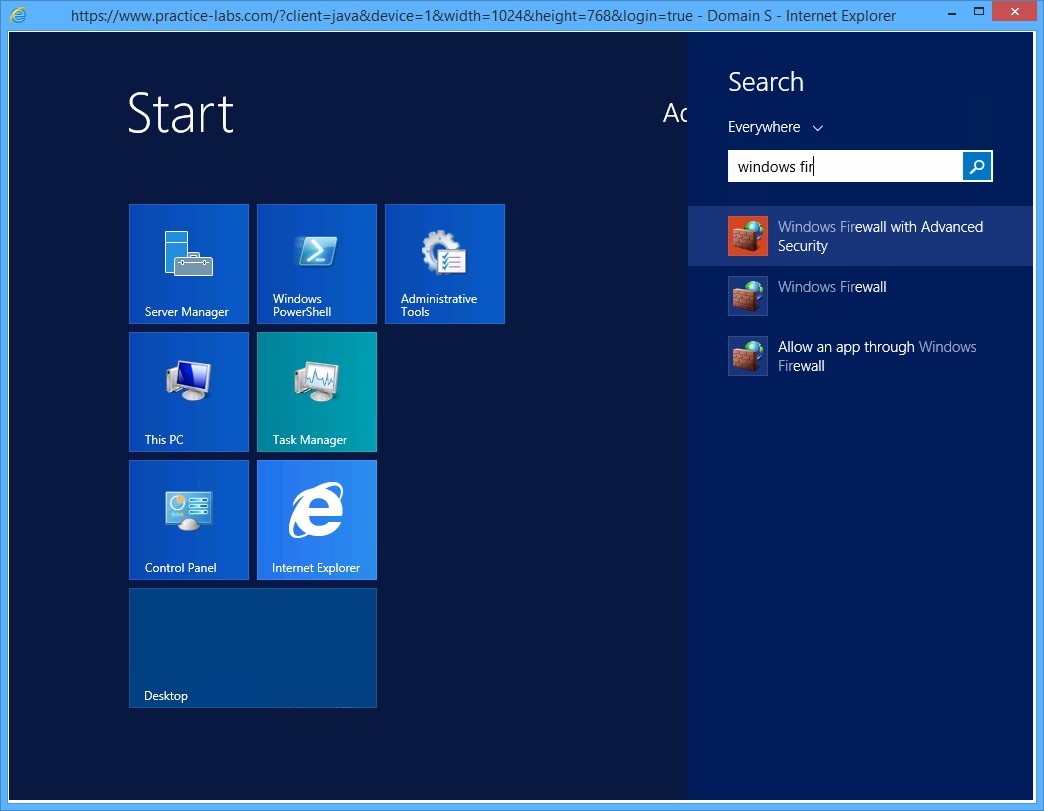 https://www.practice-labs.com/?client=java&device=1&width=1024&height=768&login=true - Domain S - Internet Explorer
Start
Ad
Search
Everywhere
windows fir
Windows Firewall with Advanced
Security
Windows Firewall
Allow an app through Windows
Firewall
Server Manager
Windows
PowerShell
Administrative
Tools
This PC
Task Manager
Control Panel
Internet Explorer
Desktop